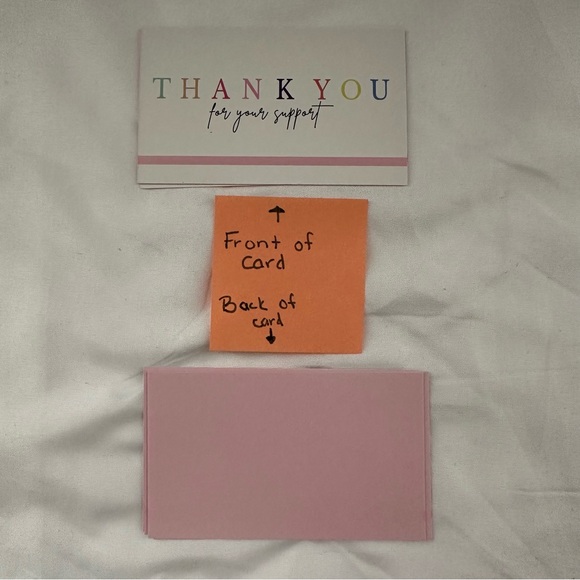 THANK YOU
for your support
↑
Front of
card
Back of
card
↓